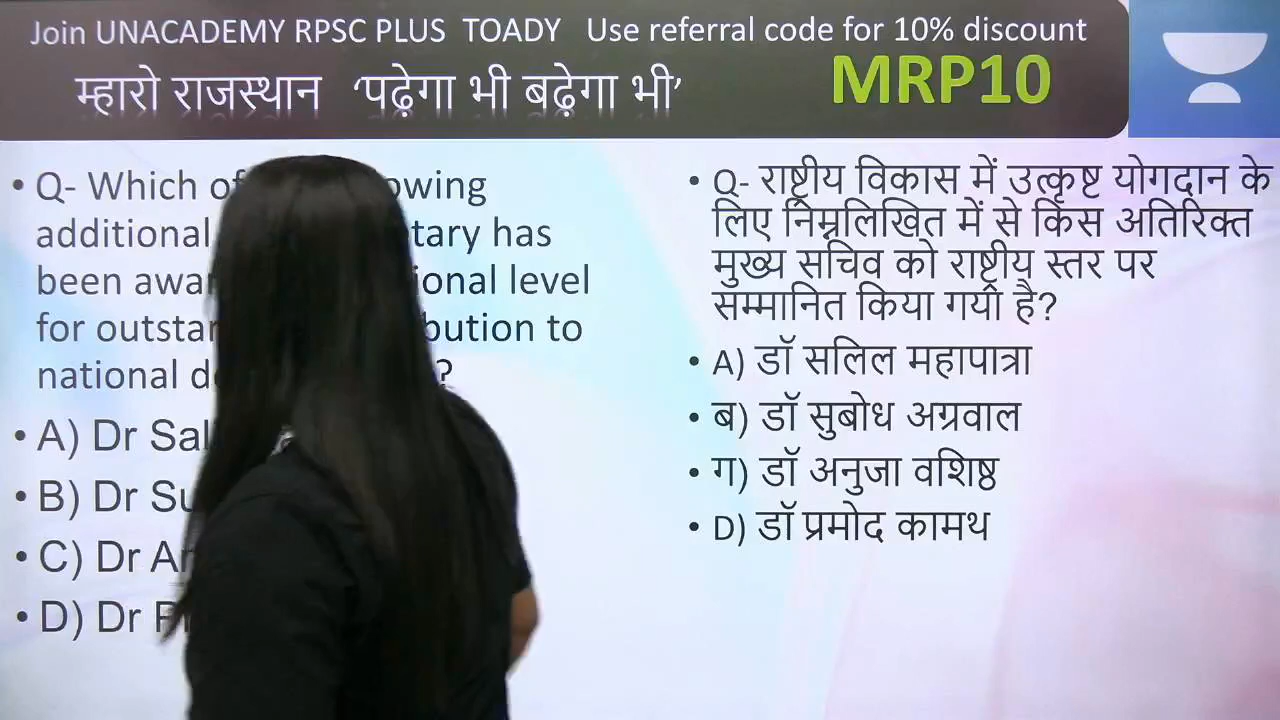 Join UNACADEMY RPSC PLUS TOADY Use referral code for 10% discount
म्हारो राजस्थान ‘पढ़ेगा भी बढ़ेगा भी’ MRP10
• Q- Which of owing
additional tary has
been awar ional level
for outstan bution to
national d ?
• A) Dr Sal
• B) Dr Su
• C) Dr An
• D) Dr
• Q- राष्ट्रीय विकास में उत्कृष्ट योगदान के
लिए निम्नलिखित में से किस अतिरिक्त
मुख्य सचिव को राष्ट्रीय स्तर पर
सम्मानित किया गया है?
• A) डॉ सलिल महापात्रा
• ब) डॉ सुबोध अग्रवाल
• ग) डॉ अनुजा वशिष्ठ
• D) डॉ प्रमोद कामथ